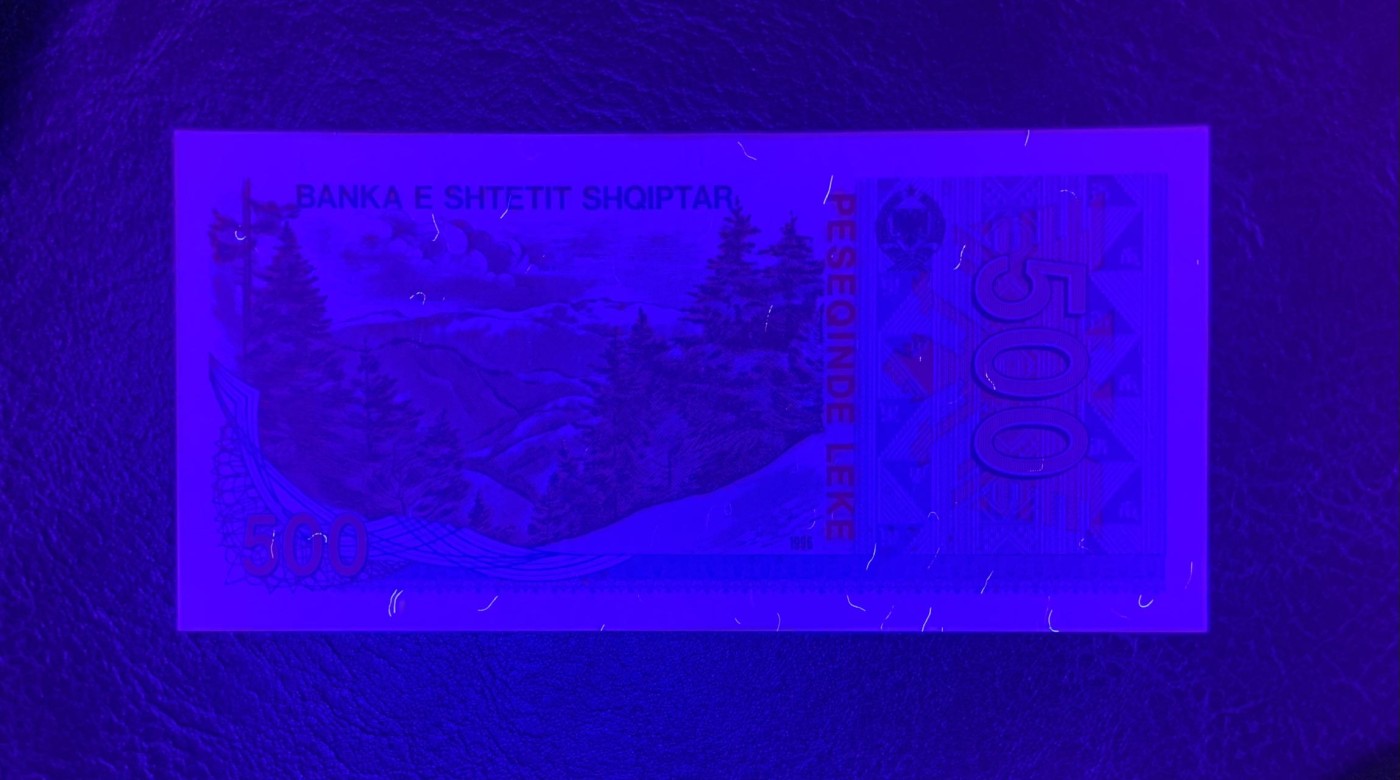 BANKA E SHTETIT SHQIPTAR
PESEQINDE LEKE
500
500